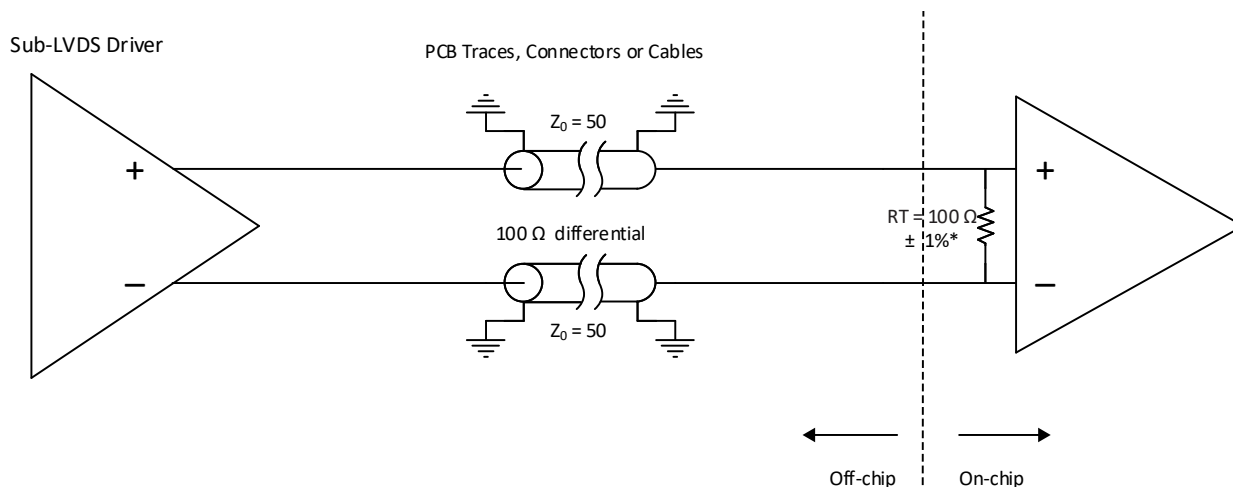 Sub-LVDS Driver
PCB Traces, Connectors or Cables
Z₀ = 50
+
+
RT = 100 Ω
± 1%*
100 Ω differential
−
−
Z₀ = 50
Off-chip
On-chip